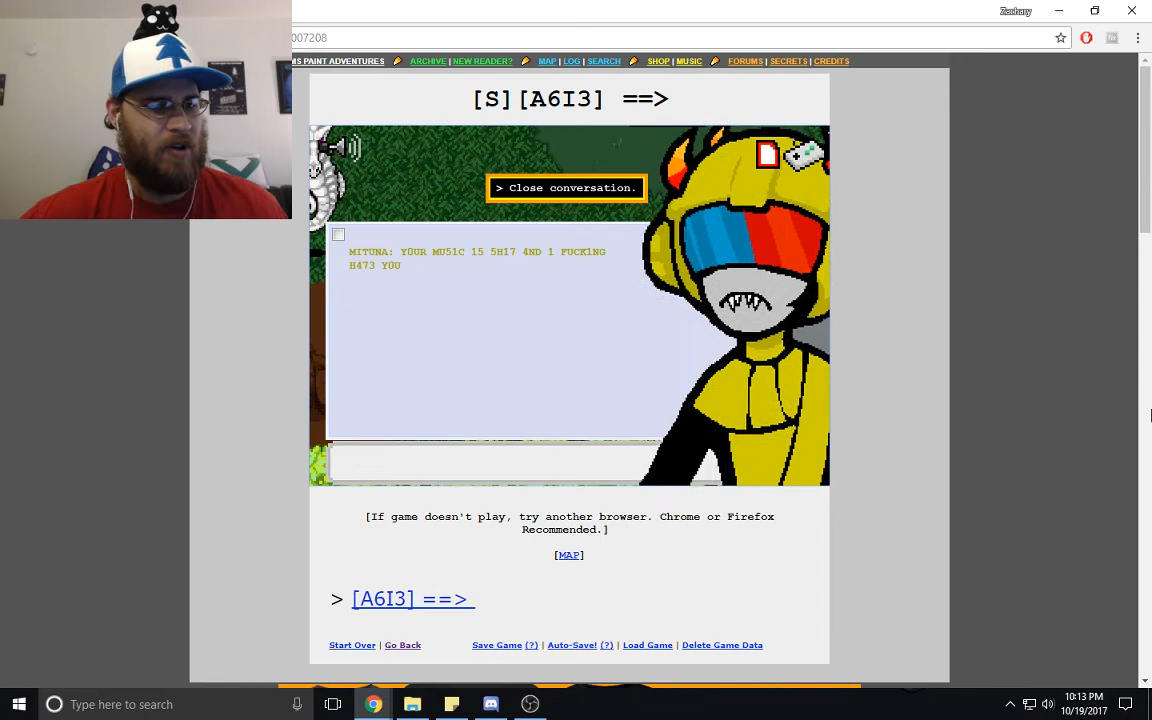 Zachary
007208
MS PAINT ADVENTURES ARCHIVE | NEW READER? MAP | LOG | SEARCH SHOP | MUSIC FORUMS | SECRETS | CREDITS
[S][A6I3] ==>
> Close conversation.
MITUNA: Y0UR MU51C 15 5H17 4ND 1 FUCK1NG
H473 Y0U
[If game doesn't play, try another browser. Chrome or Firefox
Recommended.]
[MAP]
> [A6I3] ==>
Start Over | Go Back Save Game (?) | Auto-Save! (?) | Load Game | Delete Game Data
Type here to search
10:13 PM
10/19/2017